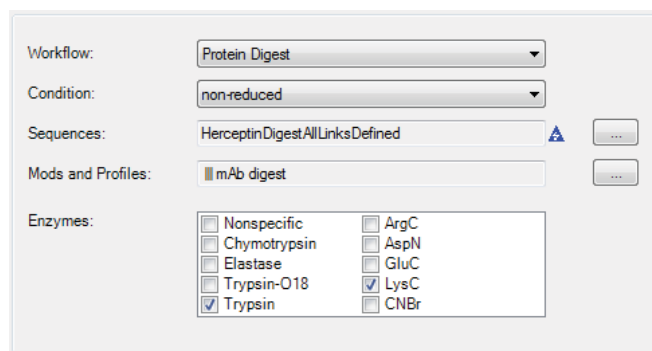 Workflow: Protein Digest
Condition: non-reduced
Sequences: HerceptinDigestAllLinksDefined ...
Mods and Profiles: mAb digest ...
Enzymes: Nonspecific ArgC
Chymotrypsin AspN
Elastase GluC
Trypsin-O18 LysC
Trypsin CNBr